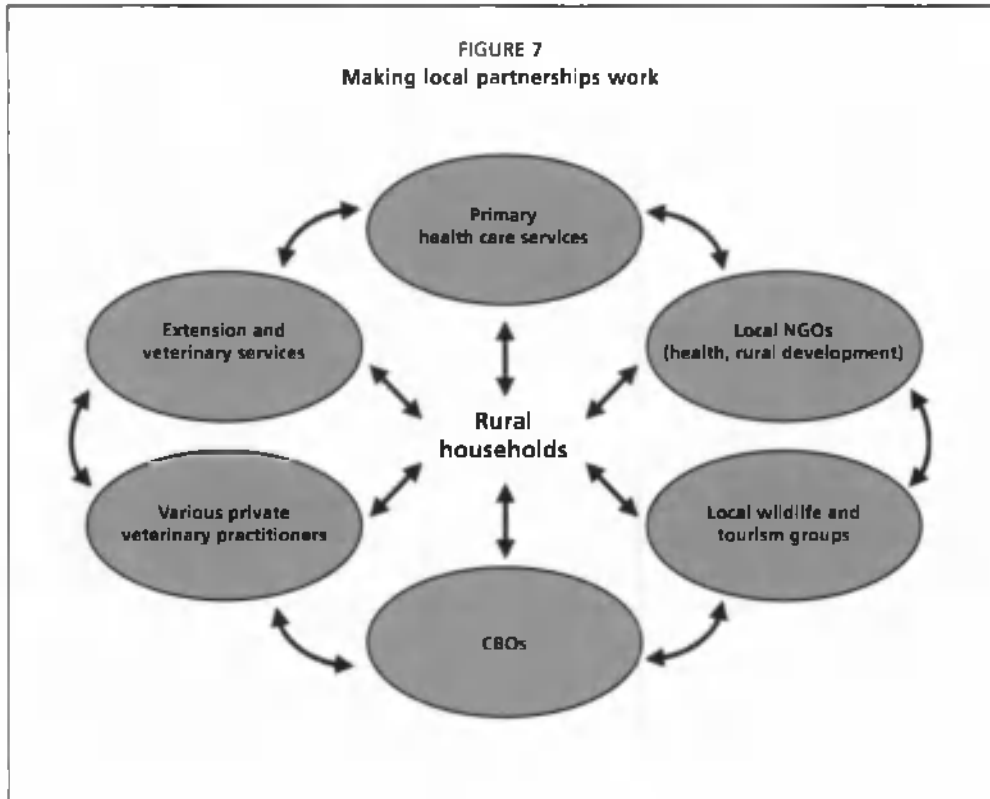 FIGURE 7
Making local partnerships work
Primary
health care services
Extension and
veterinary services
Local NGOs
(health, rural development)
Rural
households
Various private
veterinary practitioners
Local wildlife and
tourism groups
CBOs